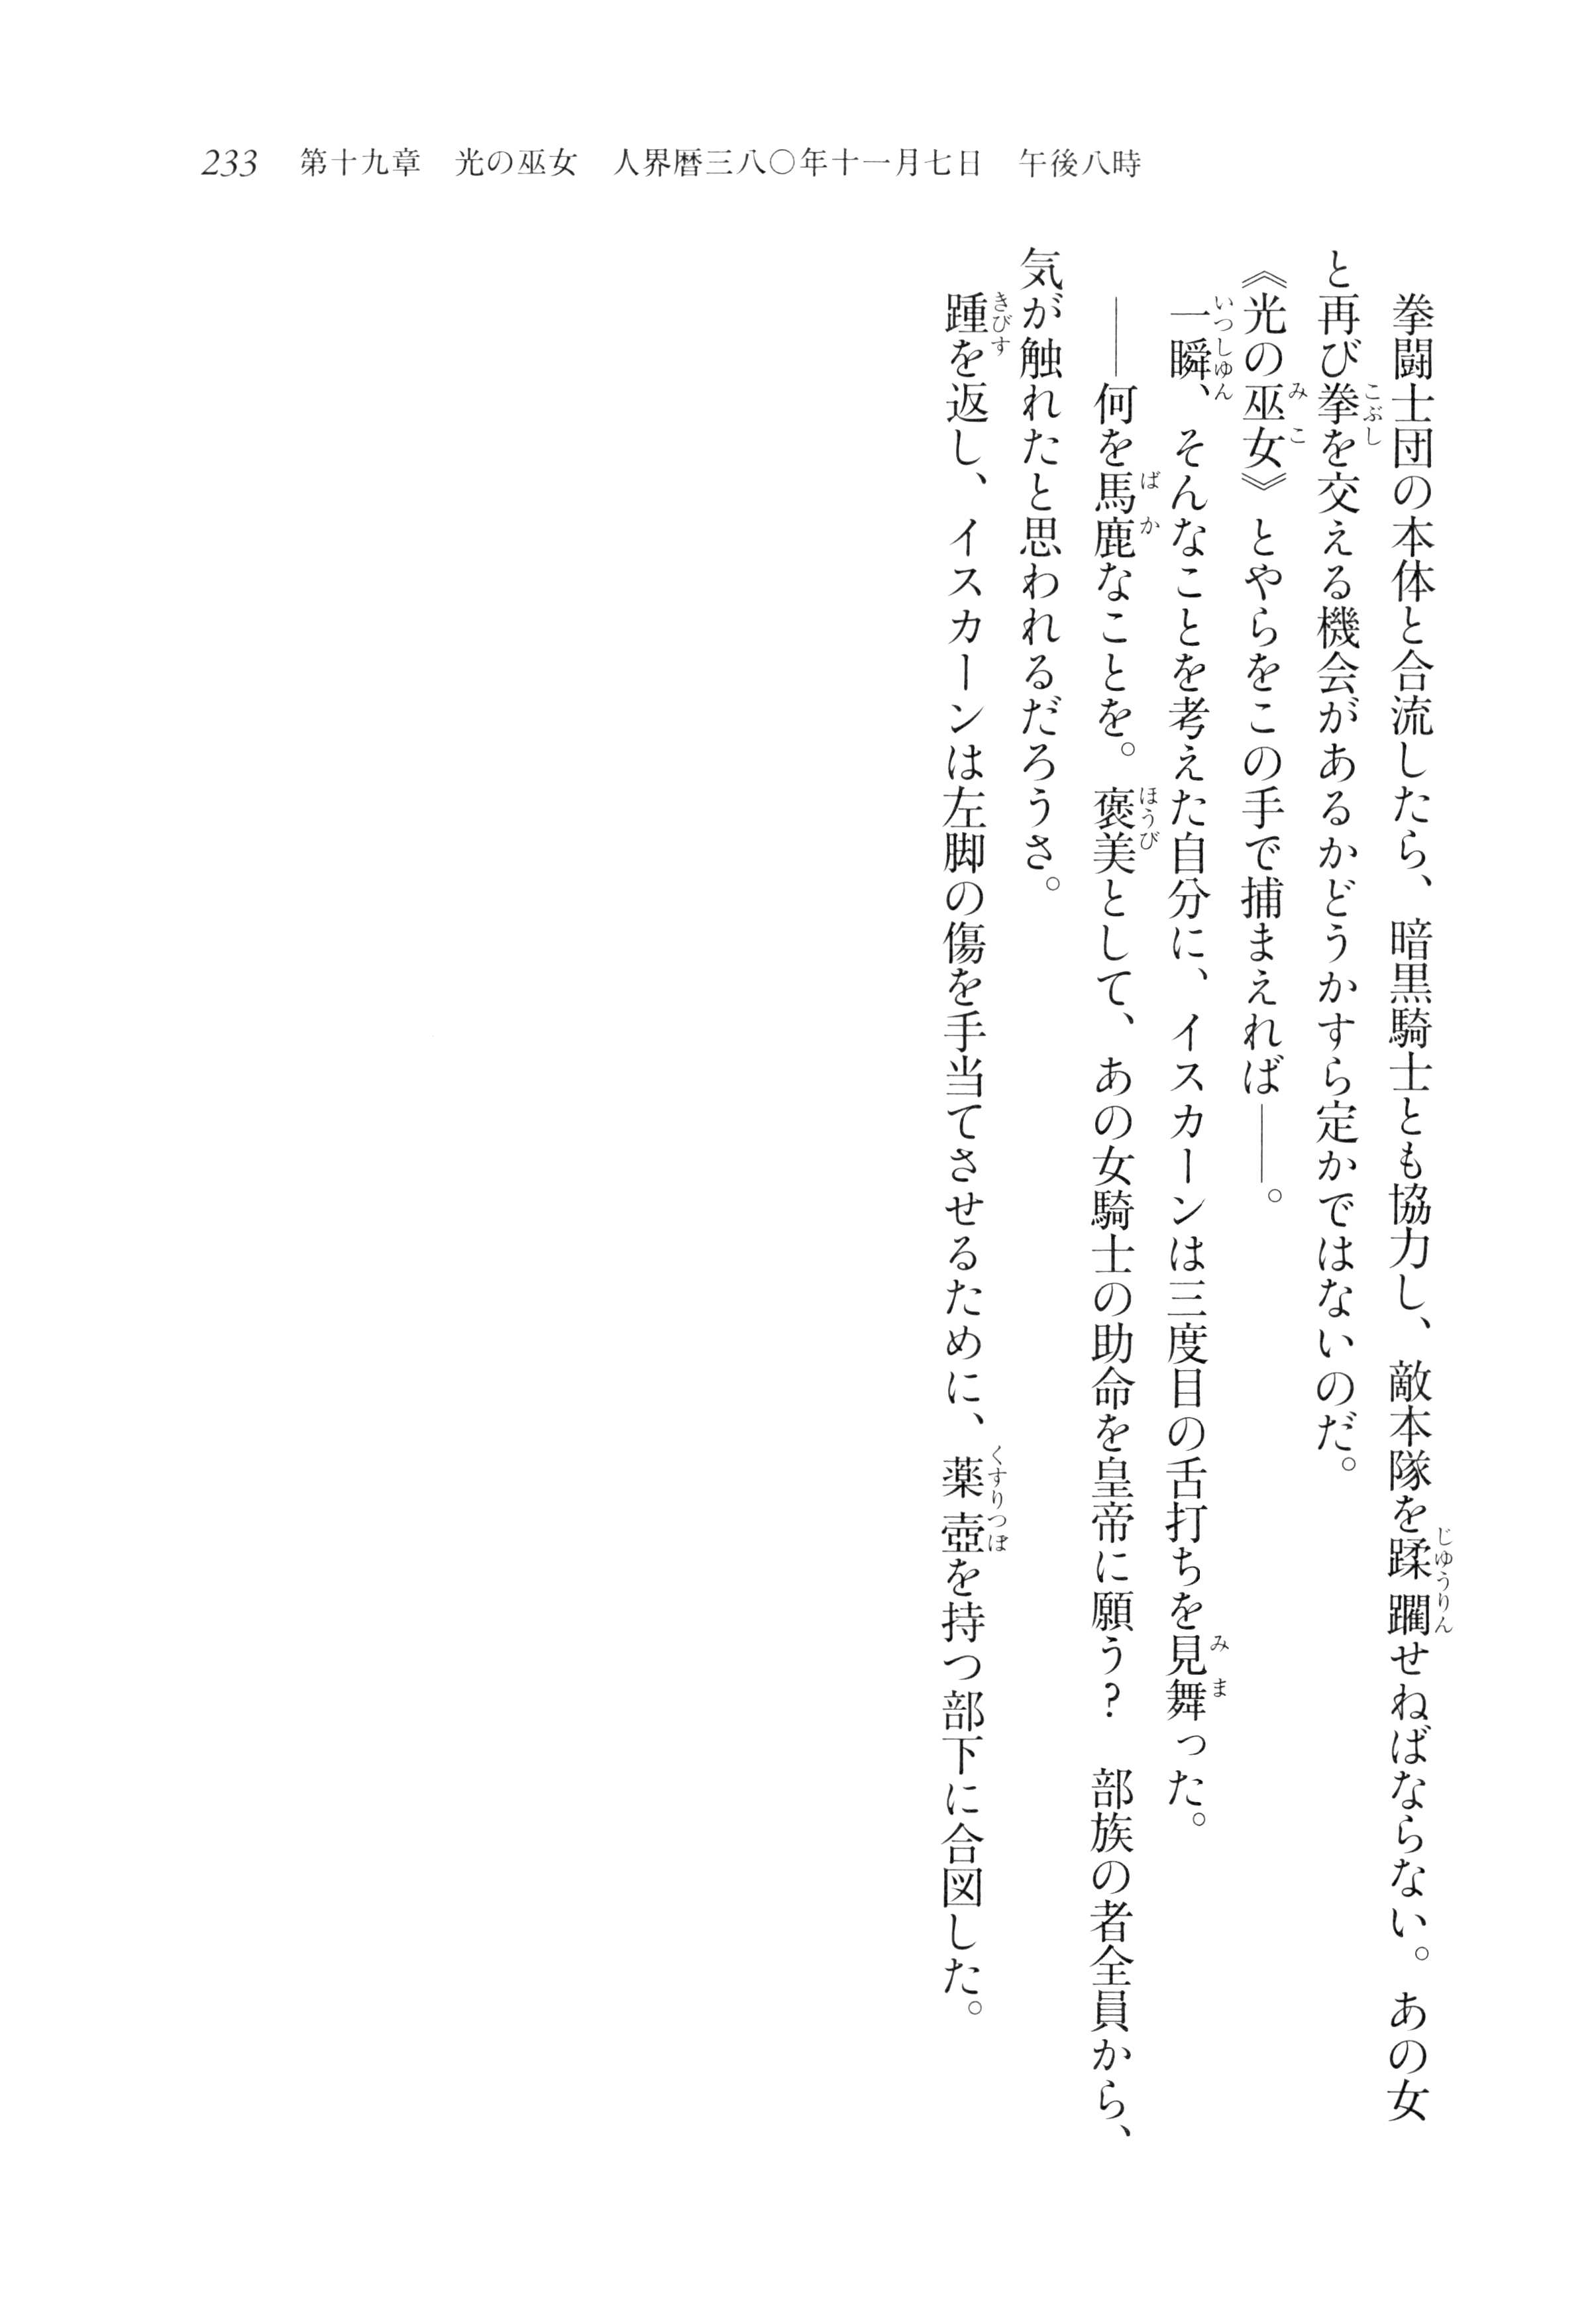 233 第十九章 光の巫女 人界暦三八〇年十一月七日 午後八時
拳闘士団の本体と合流したら、暗黒騎士とも協力し、敵本隊を蹂躙せねばならない。あの女
と再び拳を交える機会があるかどうかすら定かではないのだ。
《光の巫女》とやらをこの手で捕まえれば――。
一瞬、そんなことを考えた自分に、イスカーンは三度目の舌打ちを見舞った。
――何を馬鹿なことを。褒美として、あの女騎士の助命を皇帝に願う？ 部族の者全員から、
気が触れたと思われるだろうさ。
踵を返し、イスカーンは左脚の傷を手当てさせるために、薬壺を持つ部下に合図した。